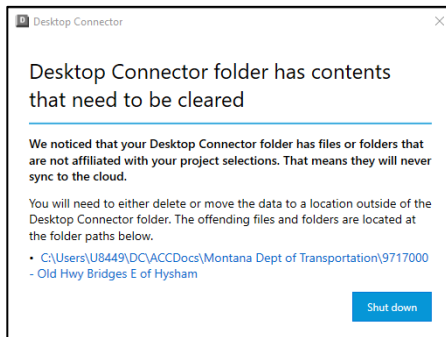 Desktop Connector
Desktop Connector folder has contents
that need to be cleared
We noticed that your Desktop Connector folder has files or folders that
are not affiliated with your project selections. That means they will never
sync to the cloud.
You will need to either delete or move the data to a location outside of the
Desktop Connector folder. The offending files and folders are located at
the folder paths below.
• C:\Users\U8449\DC\ACCDocs\Montana Dept of Transportation\9717000
- Old Hwy Bridges E of Hysham
Shut down